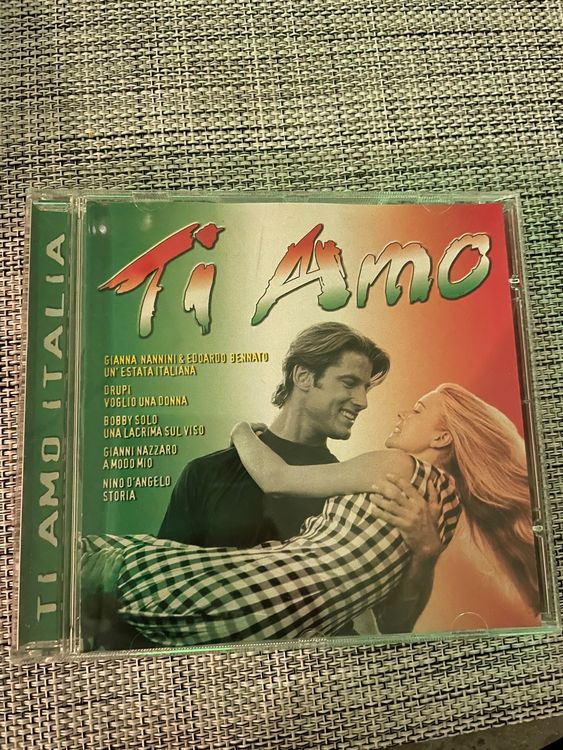 TI AMO ITALIA
Ti Amo
GIANNA NANNINI & EDOARDO BENNATO
UN' ESTATA ITALIANA
DRUPI
VOGLIO UNA DONNA
BOBBY SOLO
UNA LACRIMA SUL VISO
GIANNI NAZZARO
A MODO MIO
NINO D'ANGELO
STORIA